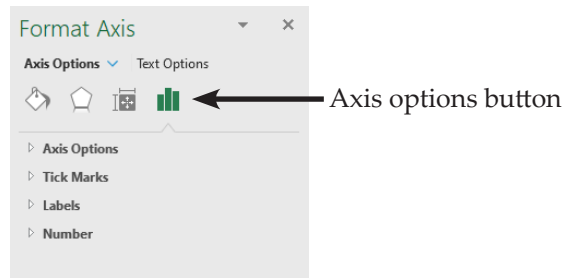 Format Axis
Axis Options Text Options
Axis options button
Axis Options
Tick Marks
Labels
Number